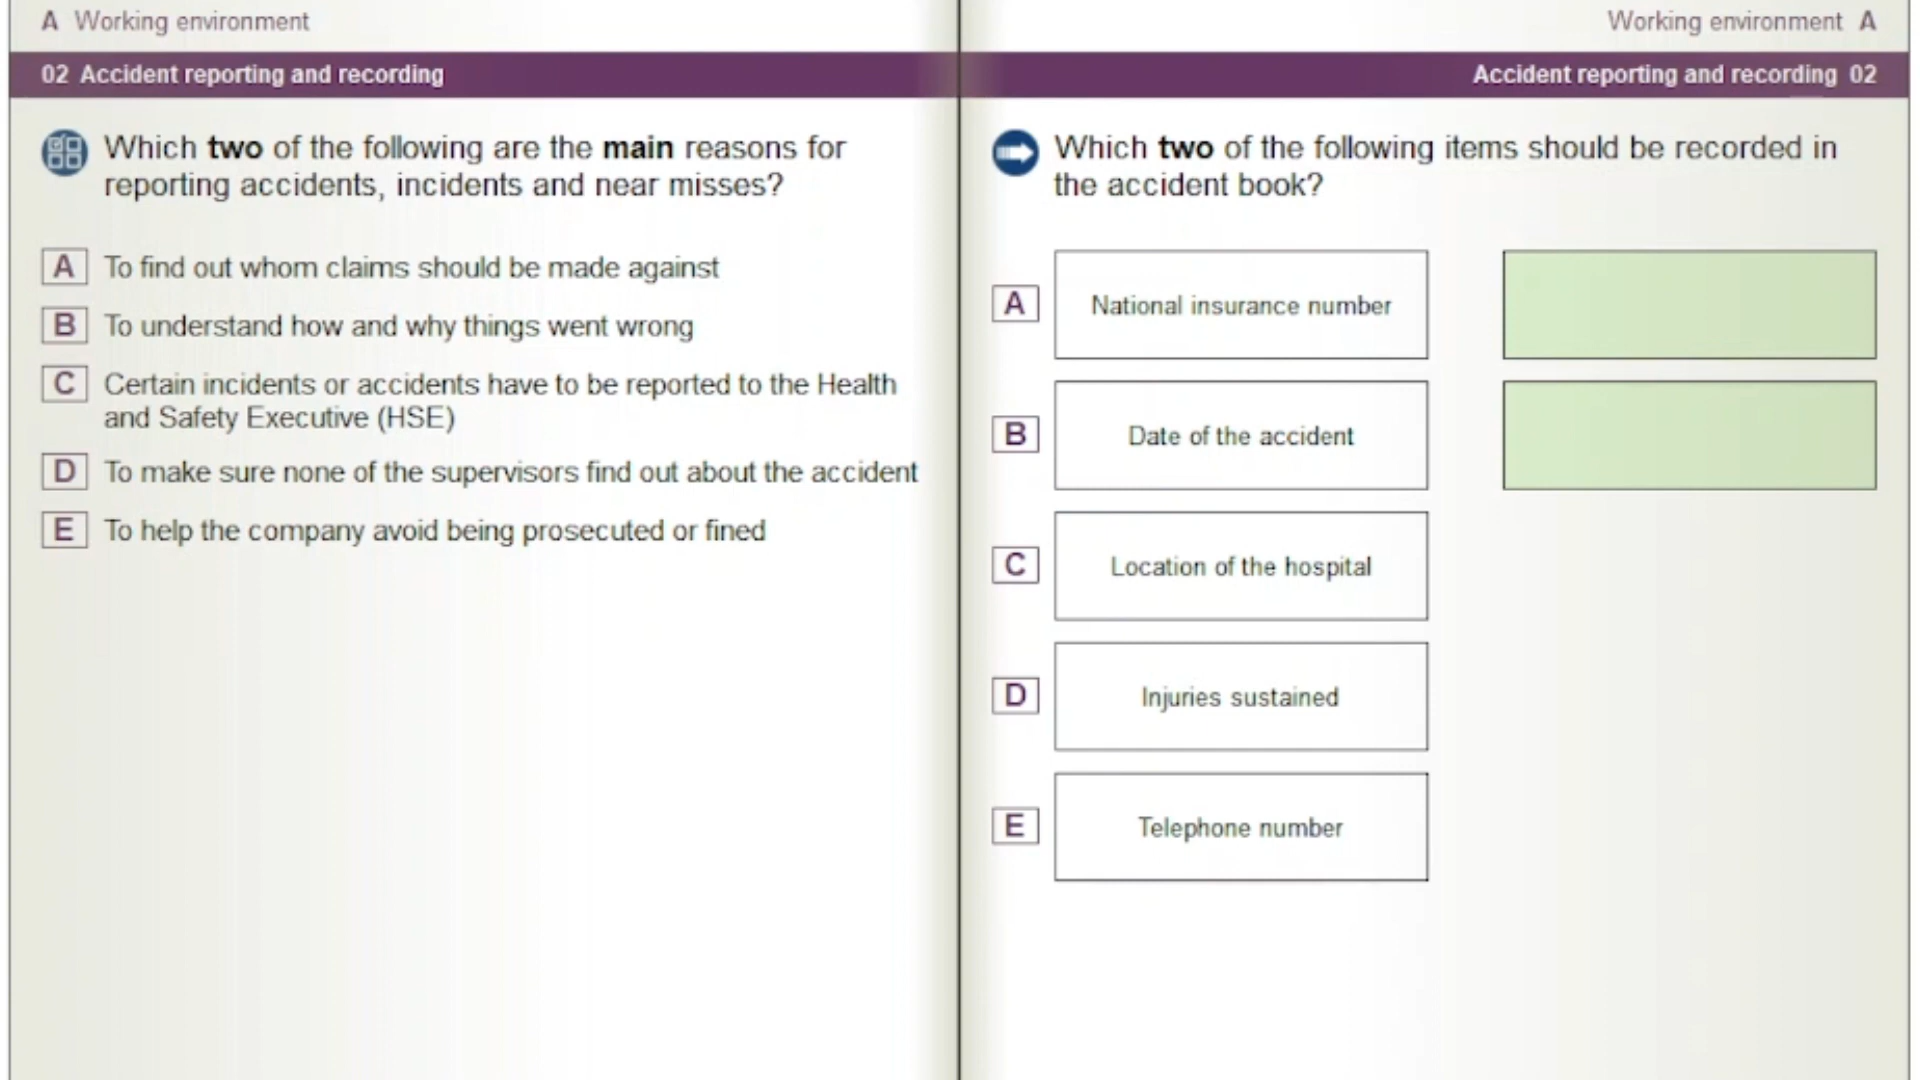 A Working environment
02 Accident reporting and recording
Which two of the following are the main reasons for
reporting accidents, incidents and near misses?
A To find out whom claims should be made against
B To understand how and why things went wrong
C Certain incidents or accidents have to be reported to the Health
and Safety Executive (HSE)
D To make sure none of the supervisors find out about the accident
E To help the company avoid being prosecuted or fined
Working environment A
Accident reporting and recording 02
Which two of the following items should be recorded in
the accident book?
A National insurance number
B Date of the accident
C Location of the hospital
D Injuries sustained
E Telephone number